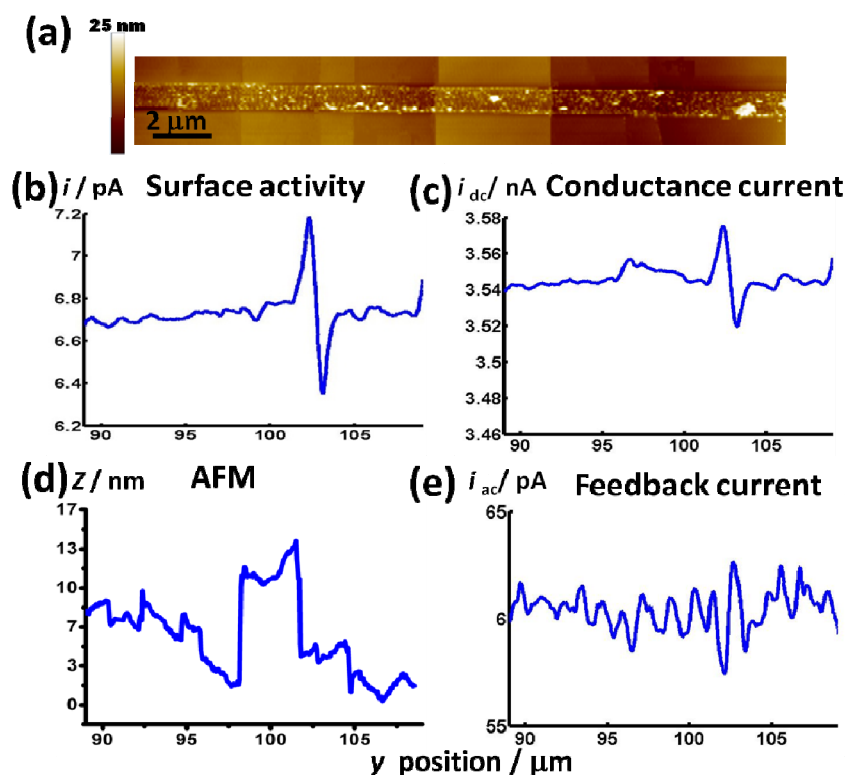 (a)
25 nm
2 μm
(b) i / pA Surface activity
7.2
7
6.8
6.6
6.4
6.2
90 95 100 105
(c) i dc/ nA Conductance current
3.58
3.56
3.54
3.52
3.5
3.48
3.46
90 95 100 105
(d) Z / nm AFM
17
13
10
7
3
0
90 95 100 105
(e) i ac/ pA Feedback current
65
6
55
90 95 100 105
y position / μm